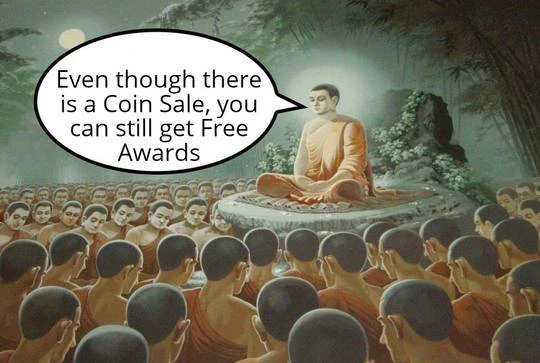 Even though there
is a Coin Sale, you
can still get Free
Awards